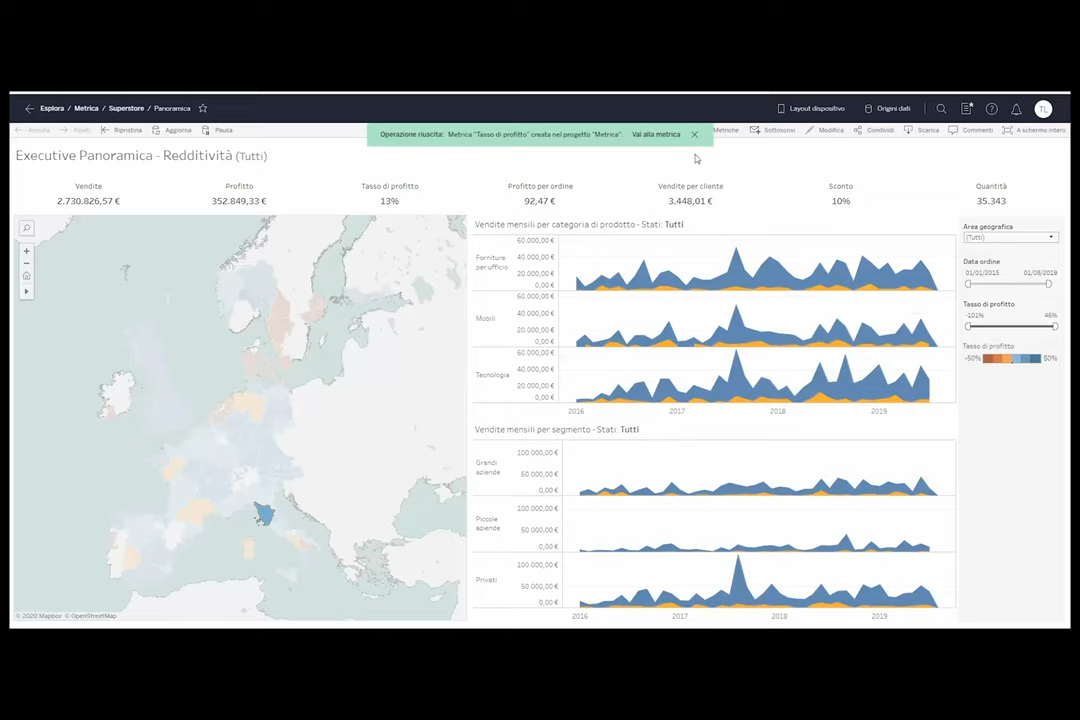 Esplora / Metrica / Superstore / Panoramica
Layout dispositivo
Origini dati
TL
Annulla
Ripeti
Ripristina
Aggiorna
Pausa
Operazione riuscita: Metrica "Tasso di profitto" creata nel progetto "Metrica". Vai alla metrica
Metriche
Sottoscrivi
Modifica
Condividi
Scarica
Commenti
A schermo intero
Executive Panoramica - Redditività (Tutti)
Vendite
2.730.826,57 €
Profitto
352.849,33 €
Tasso di profitto
13%
Profitto per ordine
92,47 €
Vendite per cliente
3.448,01 €
Sconto
10%
Quantità
35.343
© 2020 Mapbox © OpenStreetMap
Vendite mensili per categoria di prodotto - Stati: Tutti
Forniture
per ufficio
60.000,00 €
40.000,00 €
20.000,00 €
0,00 €
Mobili
60.000,00 €
40.000,00 €
20.000,00 €
0,00 €
Tecnologia
60.000,00 €
40.000,00 €
20.000,00 €
0,00 €
2016
2017
2018
2019
Vendite mensili per segmento - Stati: Tutti
Grandi
aziende
100.000,00 €
50.000,00 €
0,00 €
Piccole
aziende
100.000,00 €
50.000,00 €
0,00 €
Privati
100.000,00 €
50.000,00 €
0,00 €
2016
2017
2018
2019
Area geografica
(Tutti)
Data ordine
01/01/2015
01/08/2019
Tasso di profitto
-101%
46%
Tasso di profitto
-50%
50%